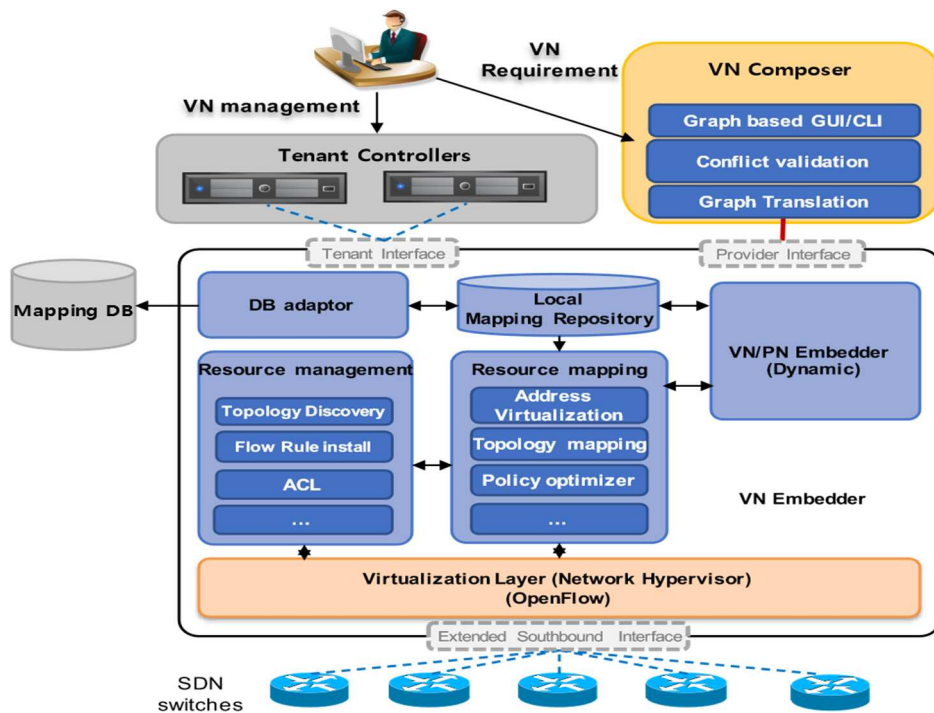 VN
Requirement
VN management
VN Composer
Graph based GUI/CLI
Conflict validation
Graph Translation
Tenant Controllers
Tenant Interface
Provider Interface
Mapping DB
DB adaptor
Local
Mapping Repository
VN/PN Embedder
(Dynamic)
Resource management
Topology Discovery
Flow Rule install
ACL
...
Resource mapping
Address
Virtualization
Topology mapping
Policy optimizer
...
VN Embedder
Virtualization Layer (Network Hypervisor)
(OpenFlow)
Extended Southbound Interface
SDN
switches